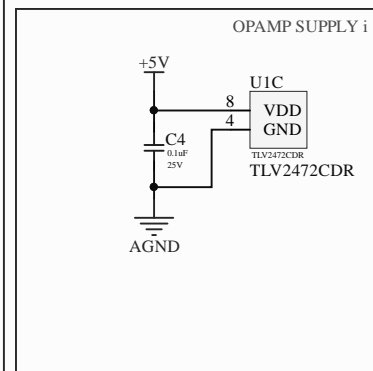 OPAMP SUPPLY i
+5V
U1C
8
VDD
4
GND
C4
0.1uF
25V
TLV2472CDR
TLV2472CDR
AGND